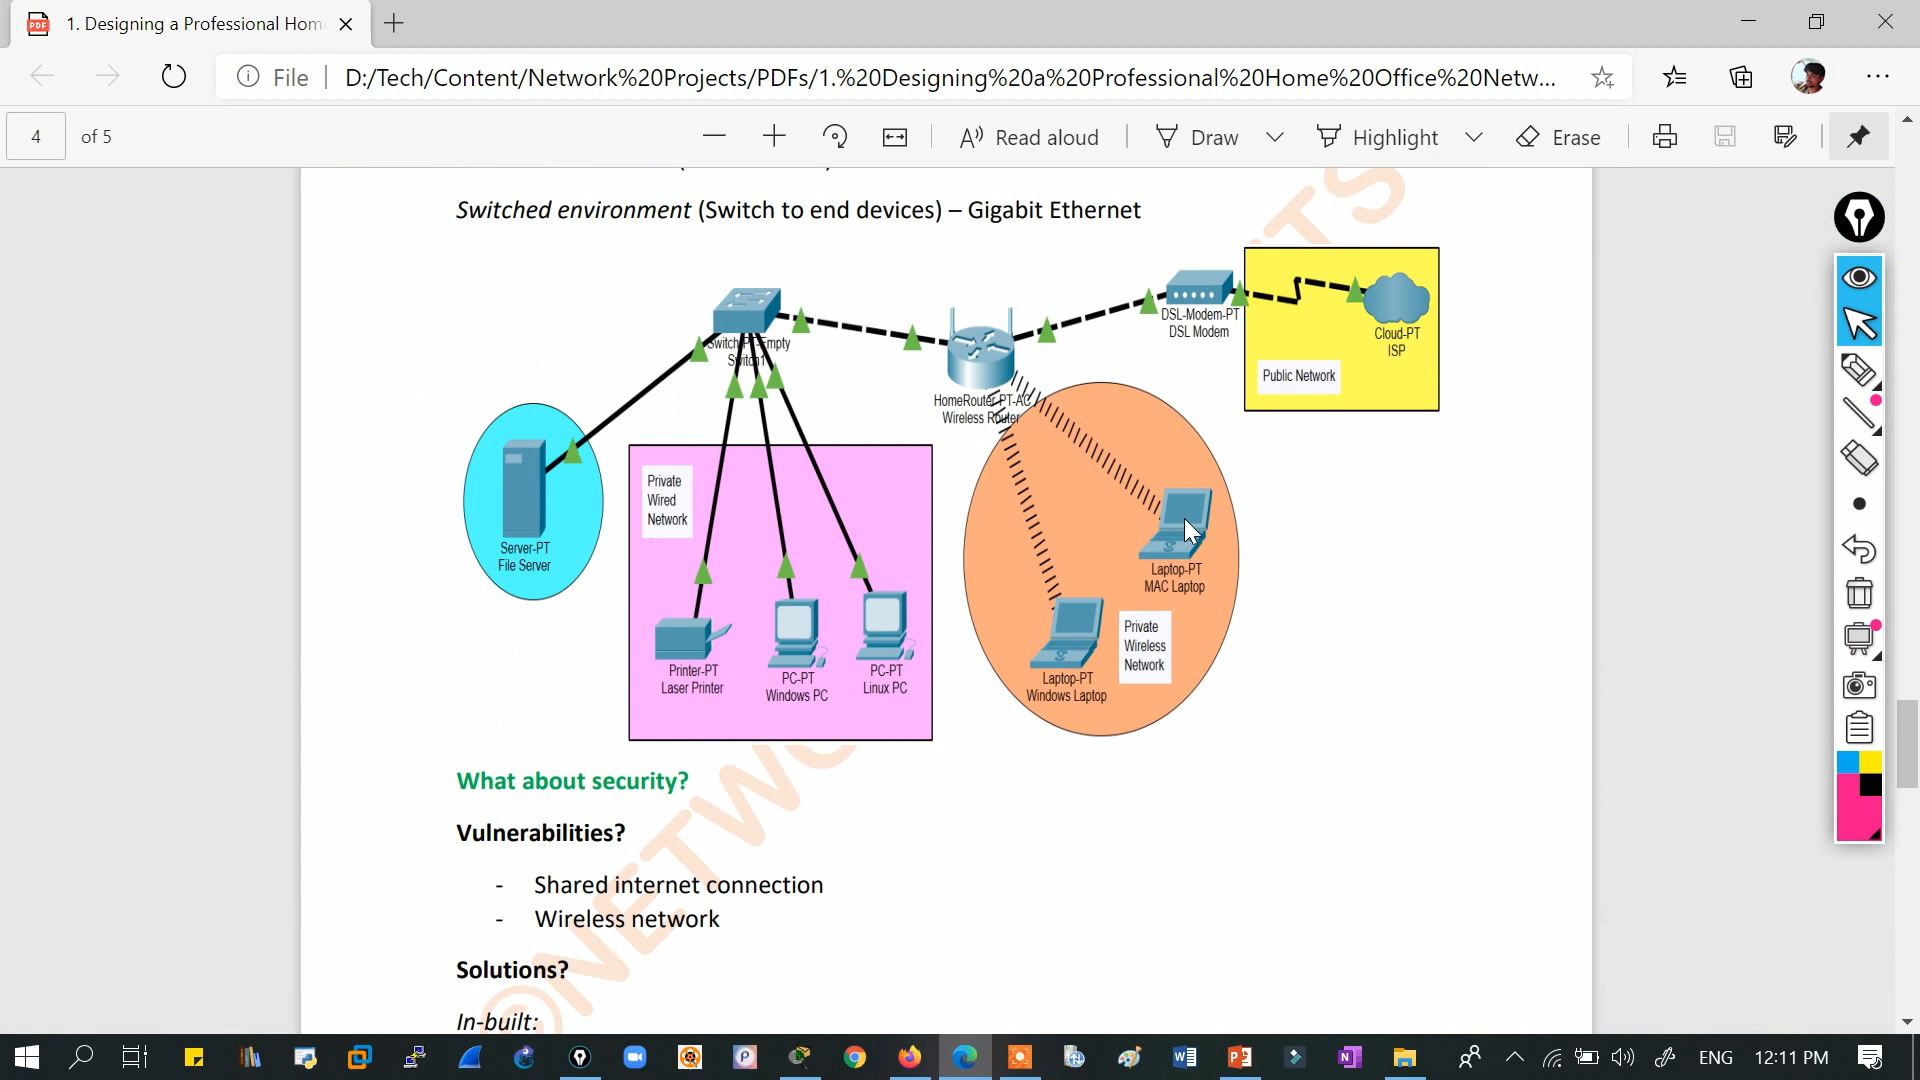 1. Designing a Professional Hom
File
D:/Tech/Content/Network%20Projects/PDFs/1.%20Designing%20a%20Professional%20Home%20Office%20Netw...
4 of 5
Read aloud
Draw
Highlight
Erase
Switched environment (Switch to end devices) – Gigabit Ethernet
Switch-PT-Empty
Switch1
HomeRouter-PT-AC
Wireless Router
DSL-Modem-PT
DSL Modem
Cloud-PT
ISP
Public Network
Server-PT
File Server
Private
Wired
Network
Printer-PT
Laser Printer
PC-PT
Windows PC
PC-PT
Linux PC
Laptop-PT
MAC Laptop
Laptop-PT
Windows Laptop
Private
Wireless
Network
What about security?
Vulnerabilities?
- Shared internet connection
- Wireless network
Solutions?
In-built:
ENG
12:11 PM